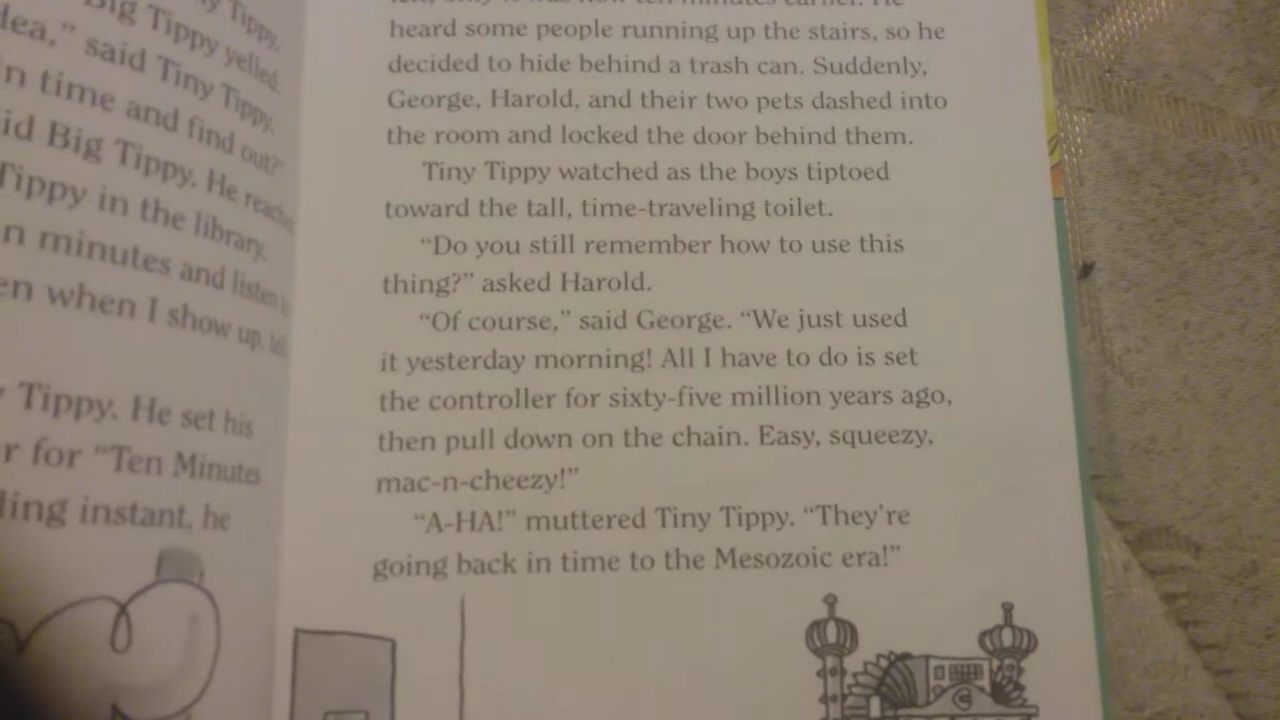 y Tippy.
Big Tippy yelled.
dea,” said Tiny Tippy.
n time and find out?”
id Big Tippy. He
Tippy in the library.
n minutes and listen
en when I show up,
Tippy. He set his
r for “Ten Minutes
ling instant, he
heard some people running up the stairs, so he
decided to hide behind a trash can. Suddenly,
George, Harold, and their two pets dashed into
the room and locked the door behind them.
Tiny Tippy watched as the boys tiptoed
toward the tall, time-traveling toilet.
“Do you still remember how to use this
thing?” asked Harold.
“Of course,” said George. “We just used
it yesterday morning! All I have to do is set
the controller for sixty-five million years ago,
then pull down on the chain. Easy, squeezy,
mac-n-cheezy!”
“A-HA!” muttered Tiny Tippy. “They’re
going back in time to the Mesozoic era!”